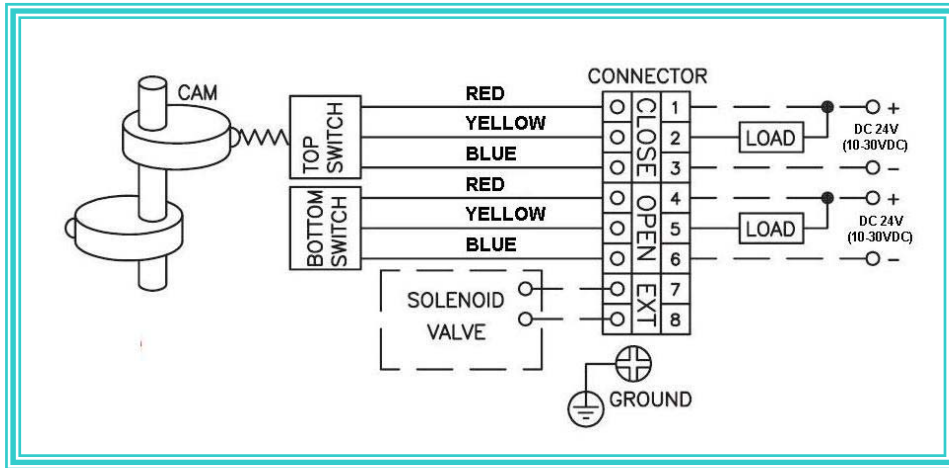 CONNECTOR
CAM
TOP
SWITCH
RED
YELLOW
BLUE
CLOSE
1
2
3
LOAD
+
DC 24V
(10-30VDC)
-
BOTTOM
SWITCH
RED
YELLOW
BLUE
OPEN
4
5
6
LOAD
+
DC 24V
(10-30VDC)
-
SOLENOID
VALVE
EXT
7
8
GROUND